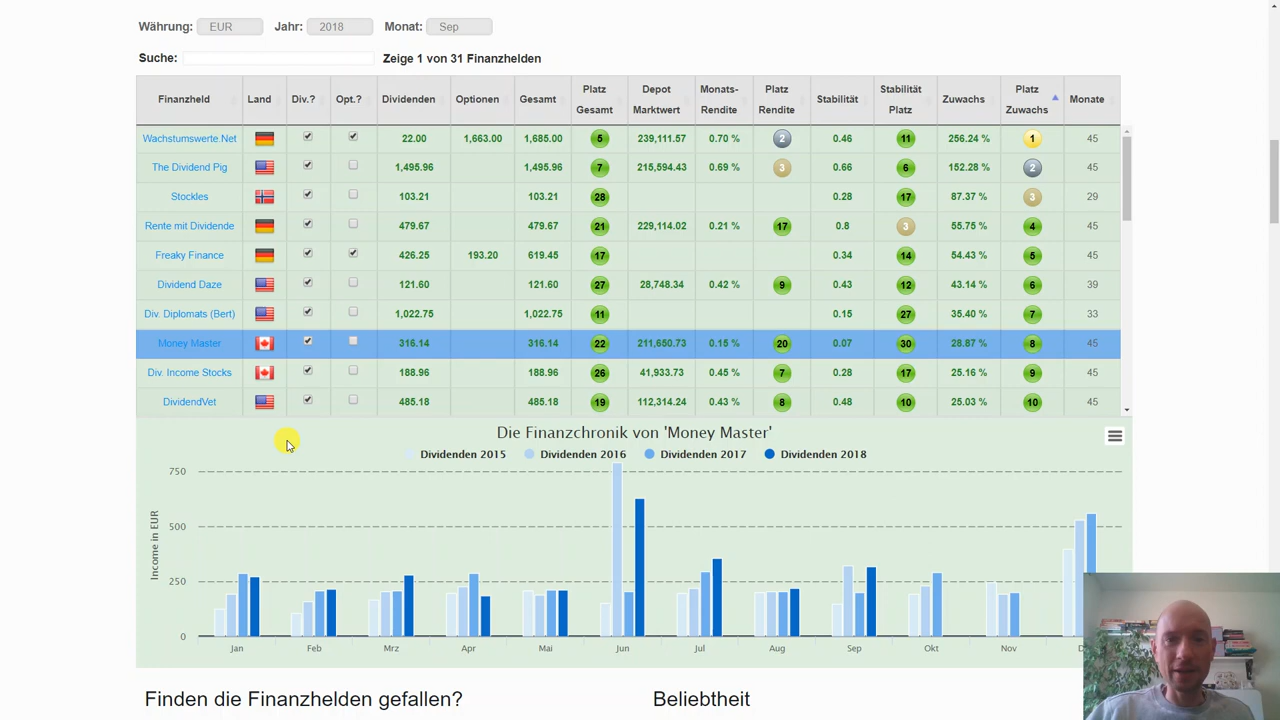 Währung: EUR Jahr: 2018 Monat: Sep
Suche: Zeige 1 von 31 Finanzhelden
Finanzheld Land Div.? Opt.? Dividenden Optionen Gesamt Platz Gesamt Depot Marktwert Monats-Rendite Platz Rendite Stabilität Stabilität Platz Zuwachs Platz Zuwachs Monate
Wachstumswerte.Net 22.00 1,663.00 1,685.00 5 239,111.57 0.70 % 2 0.46 11 256.24 % 1 45
The Dividend Pig 1,495.96 1,495.96 7 215,594.43 0.69 % 3 0.66 6 152.28 % 2 45
Stockles 103.21 103.21 28 0.28 17 87.37 % 3 29
Rente mit Dividende 479.67 479.67 21 229,114.02 0.21 % 17 0.8 3 55.75 % 4 45
Freaky Finance 426.25 193.20 619.45 17 0.34 14 54.43 % 5 45
Dividend Daze 121.60 121.60 27 28,748.34 0.42 % 9 0.43 12 43.14 % 6 39
Div. Diplomats (Bert) 1,022.75 1,022.75 11 0.15 27 35.40 % 7 33
Money Master 316.14 316.14 22 211,650.73 0.15 % 20 0.07 30 28.87 % 8 45
Div. Income Stocks 188.96 188.96 26 41,933.73 0.45 % 7 0.28 17 25.16 % 9 45
DividendVet 485.18 485.18 19 112,314.24 0.43 % 8 0.48 10 25.03 % 10 45
Die Finanzchronik von 'Money Master'
Dividenden 2015 Dividenden 2016 Dividenden 2017 Dividenden 2018
750
500
250
0
Income in EUR
Jan Feb Mrz Apr Mai Jun Jul Aug Sep Okt Nov D
Finden die Finanzhelden gefallen? Beliebtheit